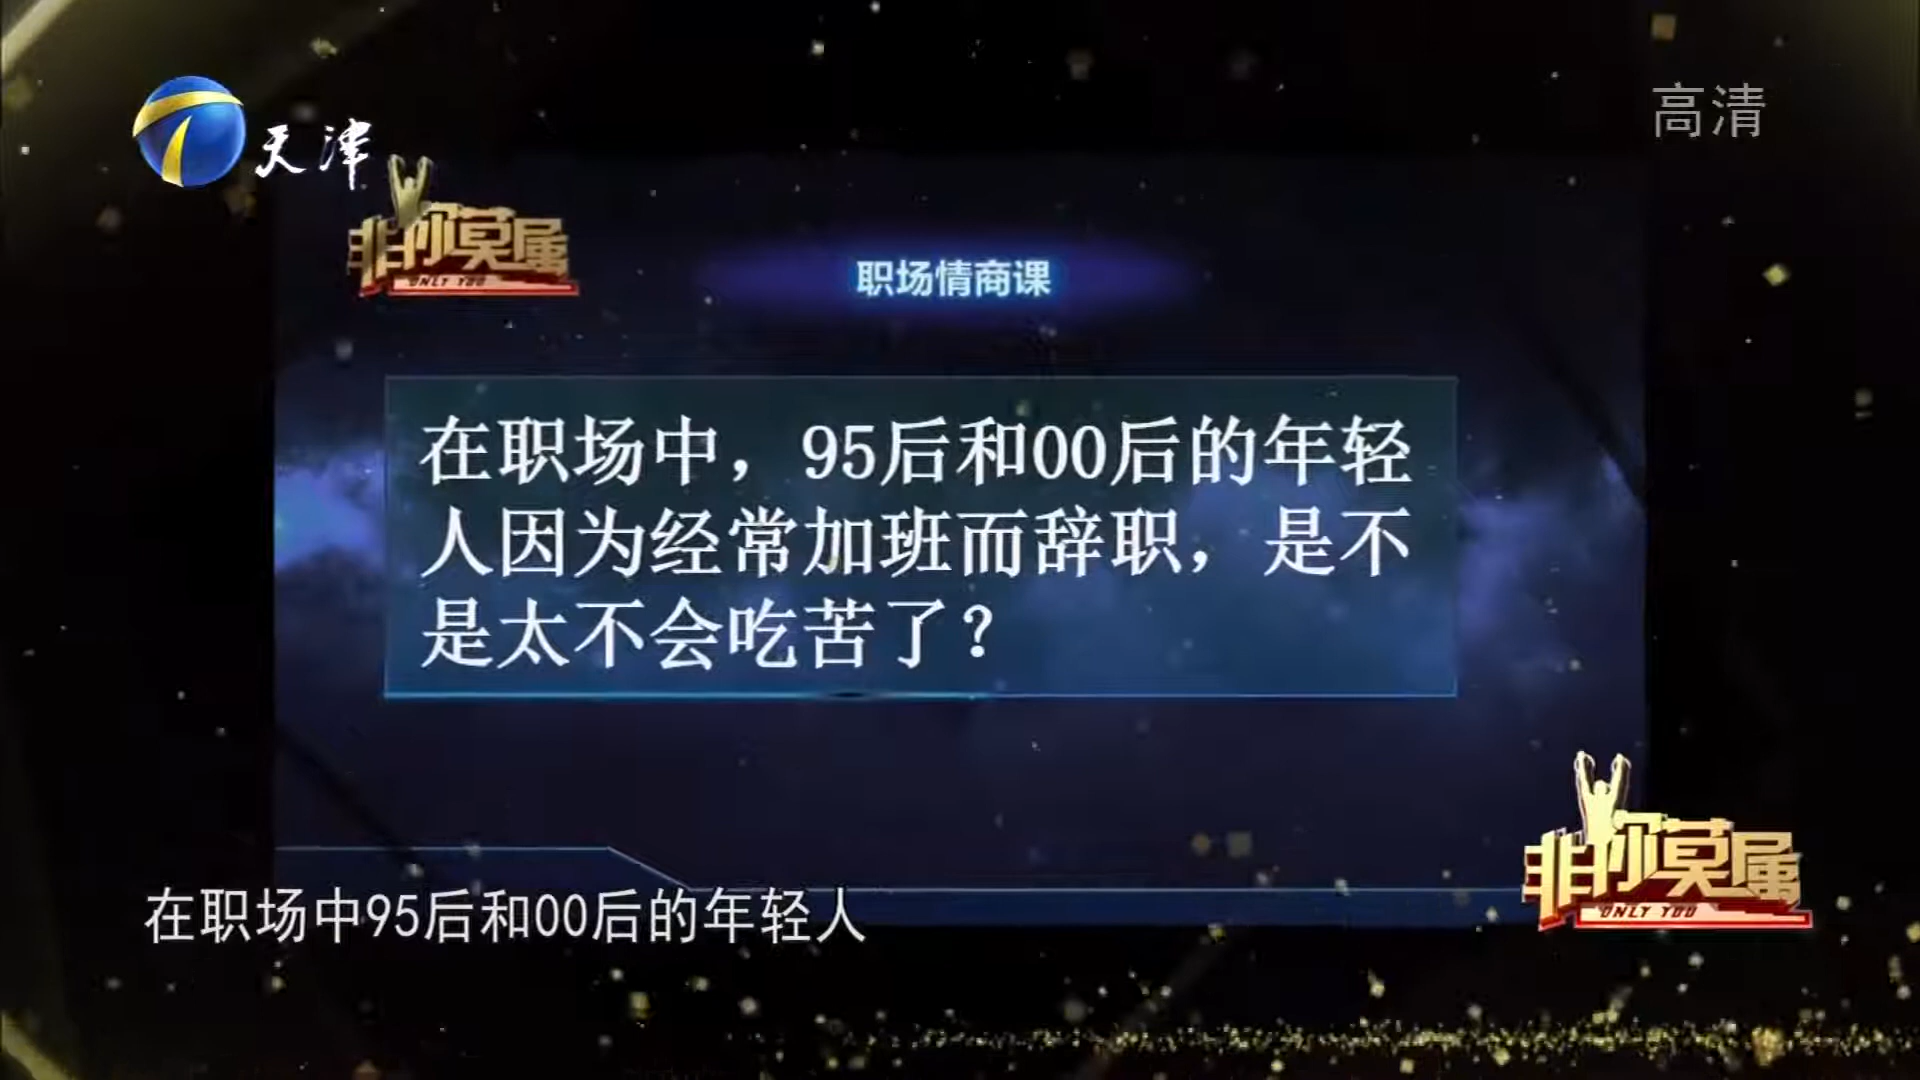 天津
高清
非你莫属
ONLY YOU
职场情商课
在职场中，95后和00后的年轻
人因为经常加班而辞职，是不
是太不会吃苦了？
非你莫属
ONLY YOU
在职场中95后和00后的年轻人